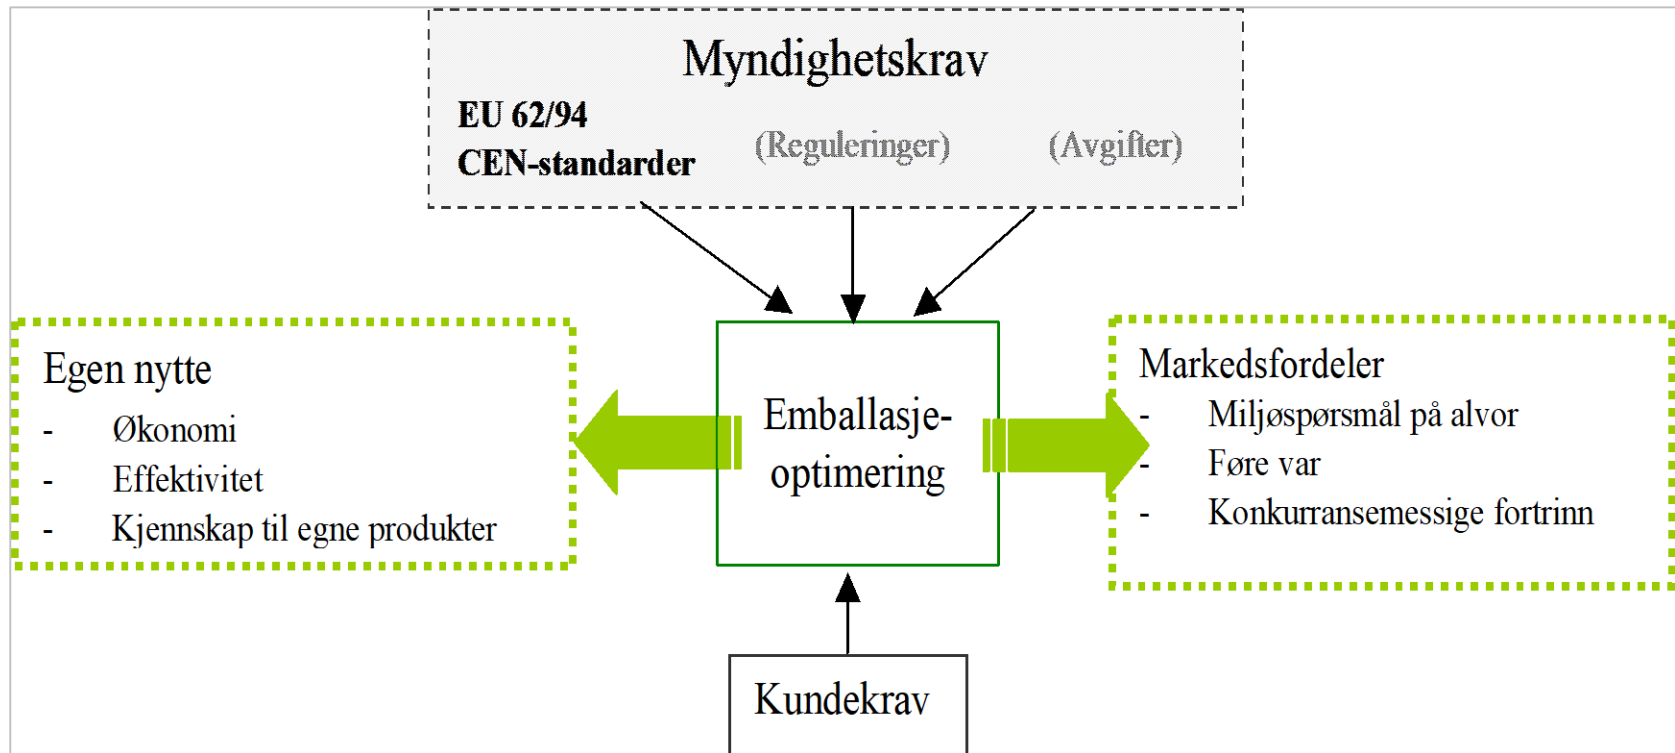 Myndighetskrav
EU 62/94
CEN-standarder
(Reguleringer)
(Avgifter)
Egen nytte
- Økonomi
- Effektivitet
- Kjennskap til egne produkter
Emballasje-
optimering
Markedsfordeler
- Miljøspørsmål på alvor
- Føre var
- Konkurransemessige fortrinn
Kundekrav